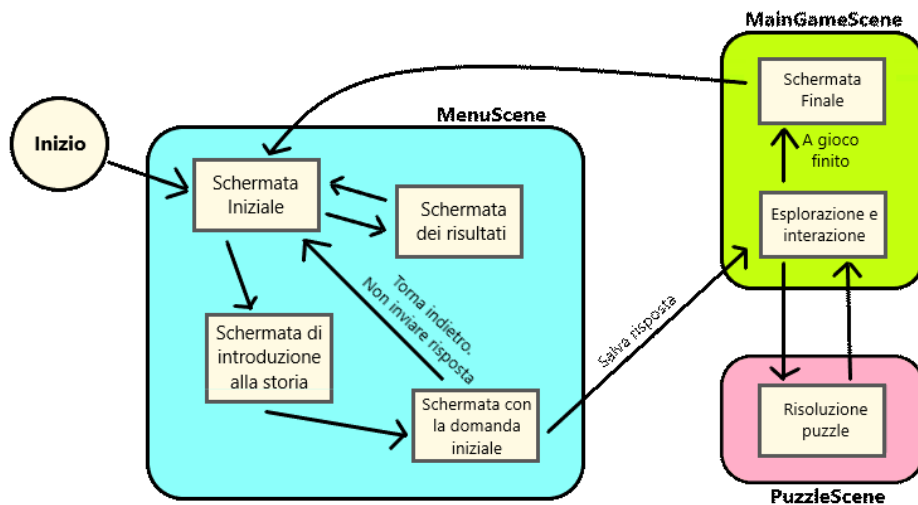 MainGameScene
Schermata
Finale
A gioco
finito
Esplorazione e
interazione
MenuScene
Inizio
Schermata
Iniziale
Schermata
dei risultati
Torna indietro.
Non inviare risposta
Schermata di
introduzione
alla storia
Schermata con
la domanda
iniziale
Salva risposta
Risoluzione
puzzle
PuzzleScene